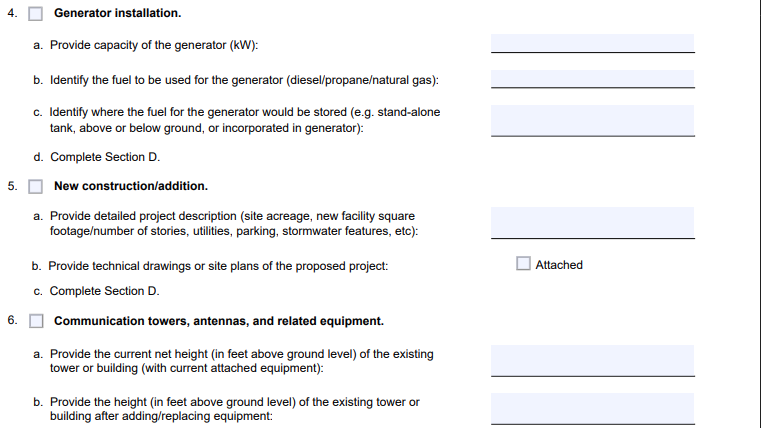 4. Generator installation.
a. Provide capacity of the generator (kW):
b. Identify the fuel to be used for the generator (diesel/propane/natural gas):
c. Identify where the fuel for the generator would be stored (e.g. stand-alone
tank, above or below ground, or incorporated in generator):
d. Complete Section D.
5. New construction/addition.
a. Provide detailed project description (site acreage, new facility square
footage/number of stories, utilities, parking, stormwater features, etc):
b. Provide technical drawings or site plans of the proposed project: Attached
c. Complete Section D.
6. Communication towers, antennas, and related equipment.
a. Provide the current net height (in feet above ground level) of the existing
tower or building (with current attached equipment):
b. Provide the height (in feet above ground level) of the existing tower or
building after adding/replacing equipment: